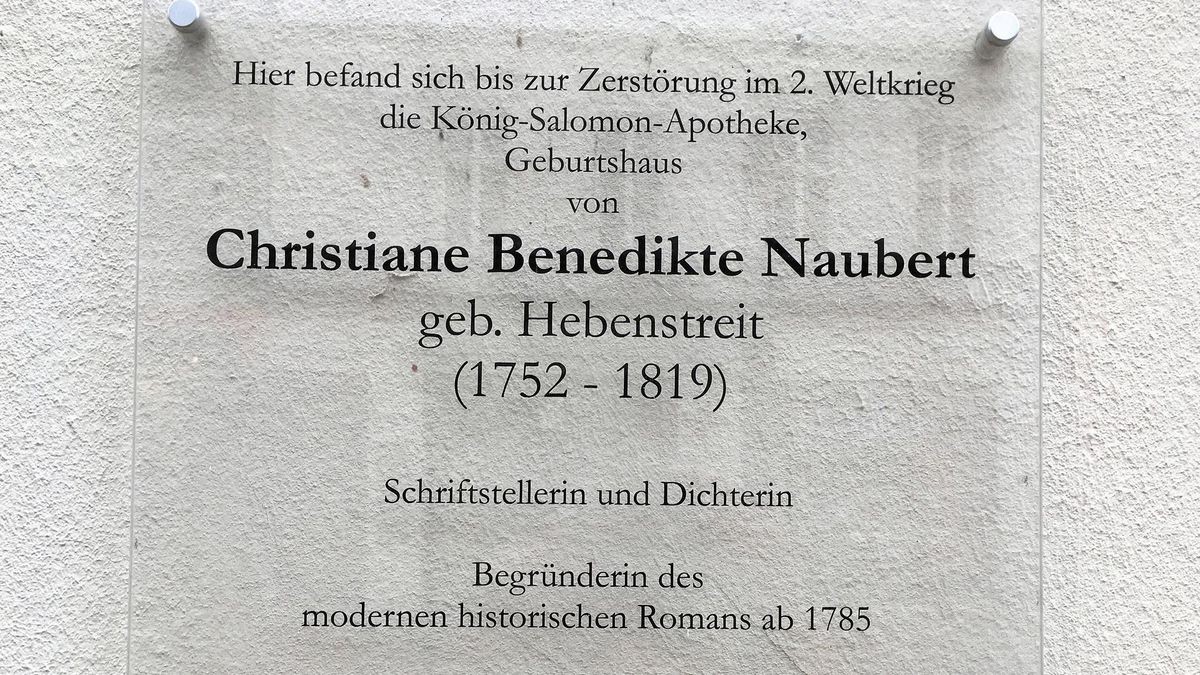 Hier befand sich bis zur Zerstörung im 2. Weltkrieg
die König-Salomon-Apotheke,
Geburtshaus
von
Christiane Benedikte Naubert
geb. Hebenstreit
(1752 - 1819)
Schriftstellerin und Dichterin
Begründerin des
modernen historischen Romans ab 1785